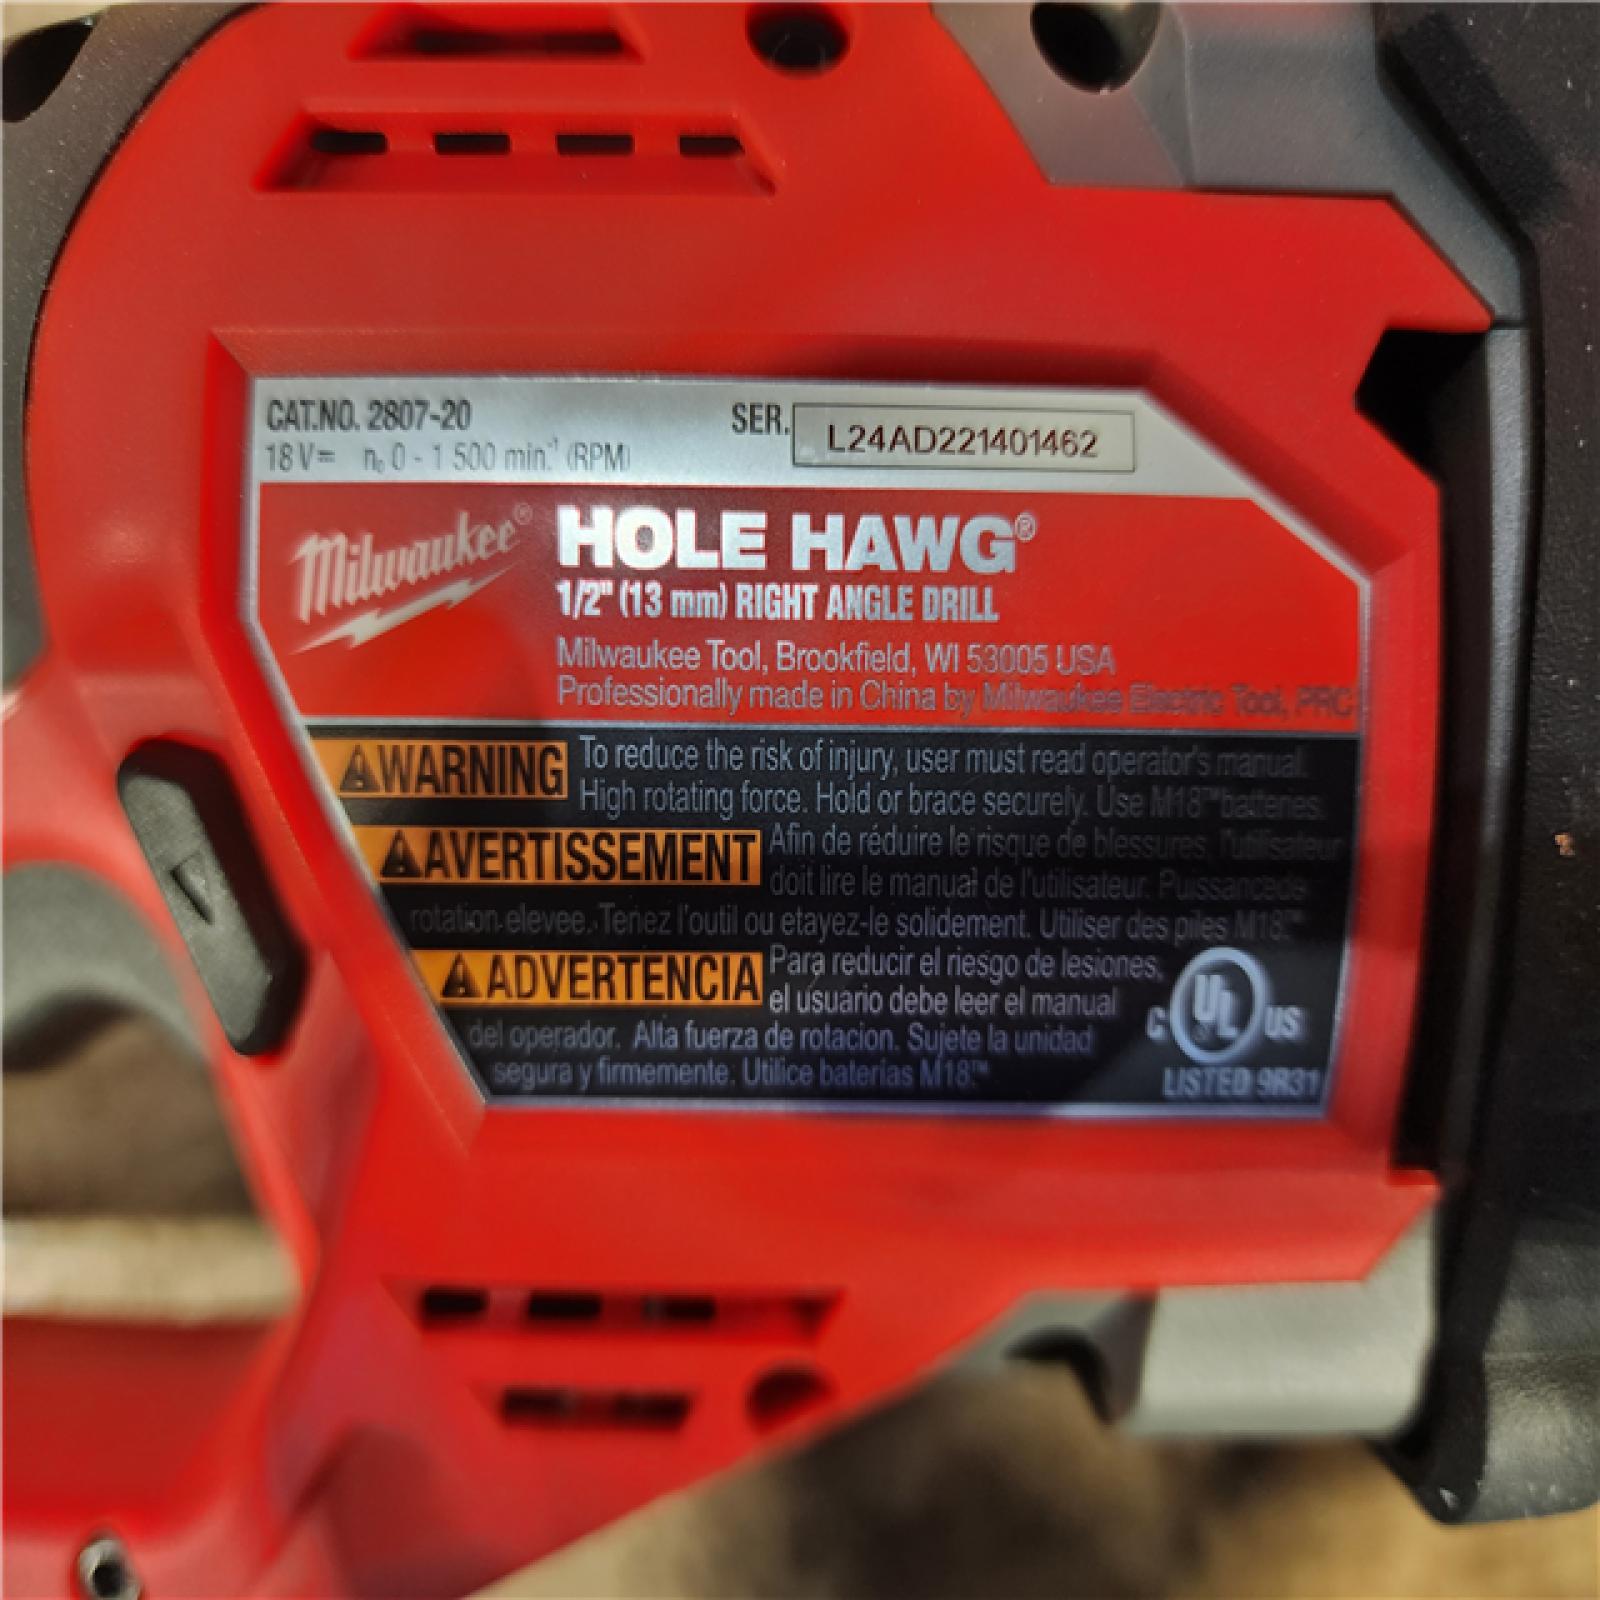 CAT.NO. 2807-20
18 V⎓ n₀ 0 - 1 500 min.⁻¹ (RPM)
SER. L24AD221401462
Milwaukee®
HOLE HAWG®
1/2" (13 mm) RIGHT ANGLE DRILL
Milwaukee Tool, Brookfield, WI 53005 USA
Professionally made in China by Milwaukee Electric Tool, PRC
WARNING To reduce the risk of injury, user must read operator's manual.
High rotating force. Hold or brace securely. Use M18™ batteries.
AVERTISSEMENT Afin de réduire le risque de blessures, l'utilisateur
doit lire le manual de l'utilisateur. Puissancede
rotation elevee. Tenez l'outil ou etayez-le solidement. Utiliser des piles M18.™
ADVERTENCIA Para reducir el riesgo de lesiones,
el usuario debe leer el manual
del operador. Alta fuerza de rotacion. Sujete la unidad
segura y firmemente. Utilice baterías M18.™
C UL US
LISTED 9R31